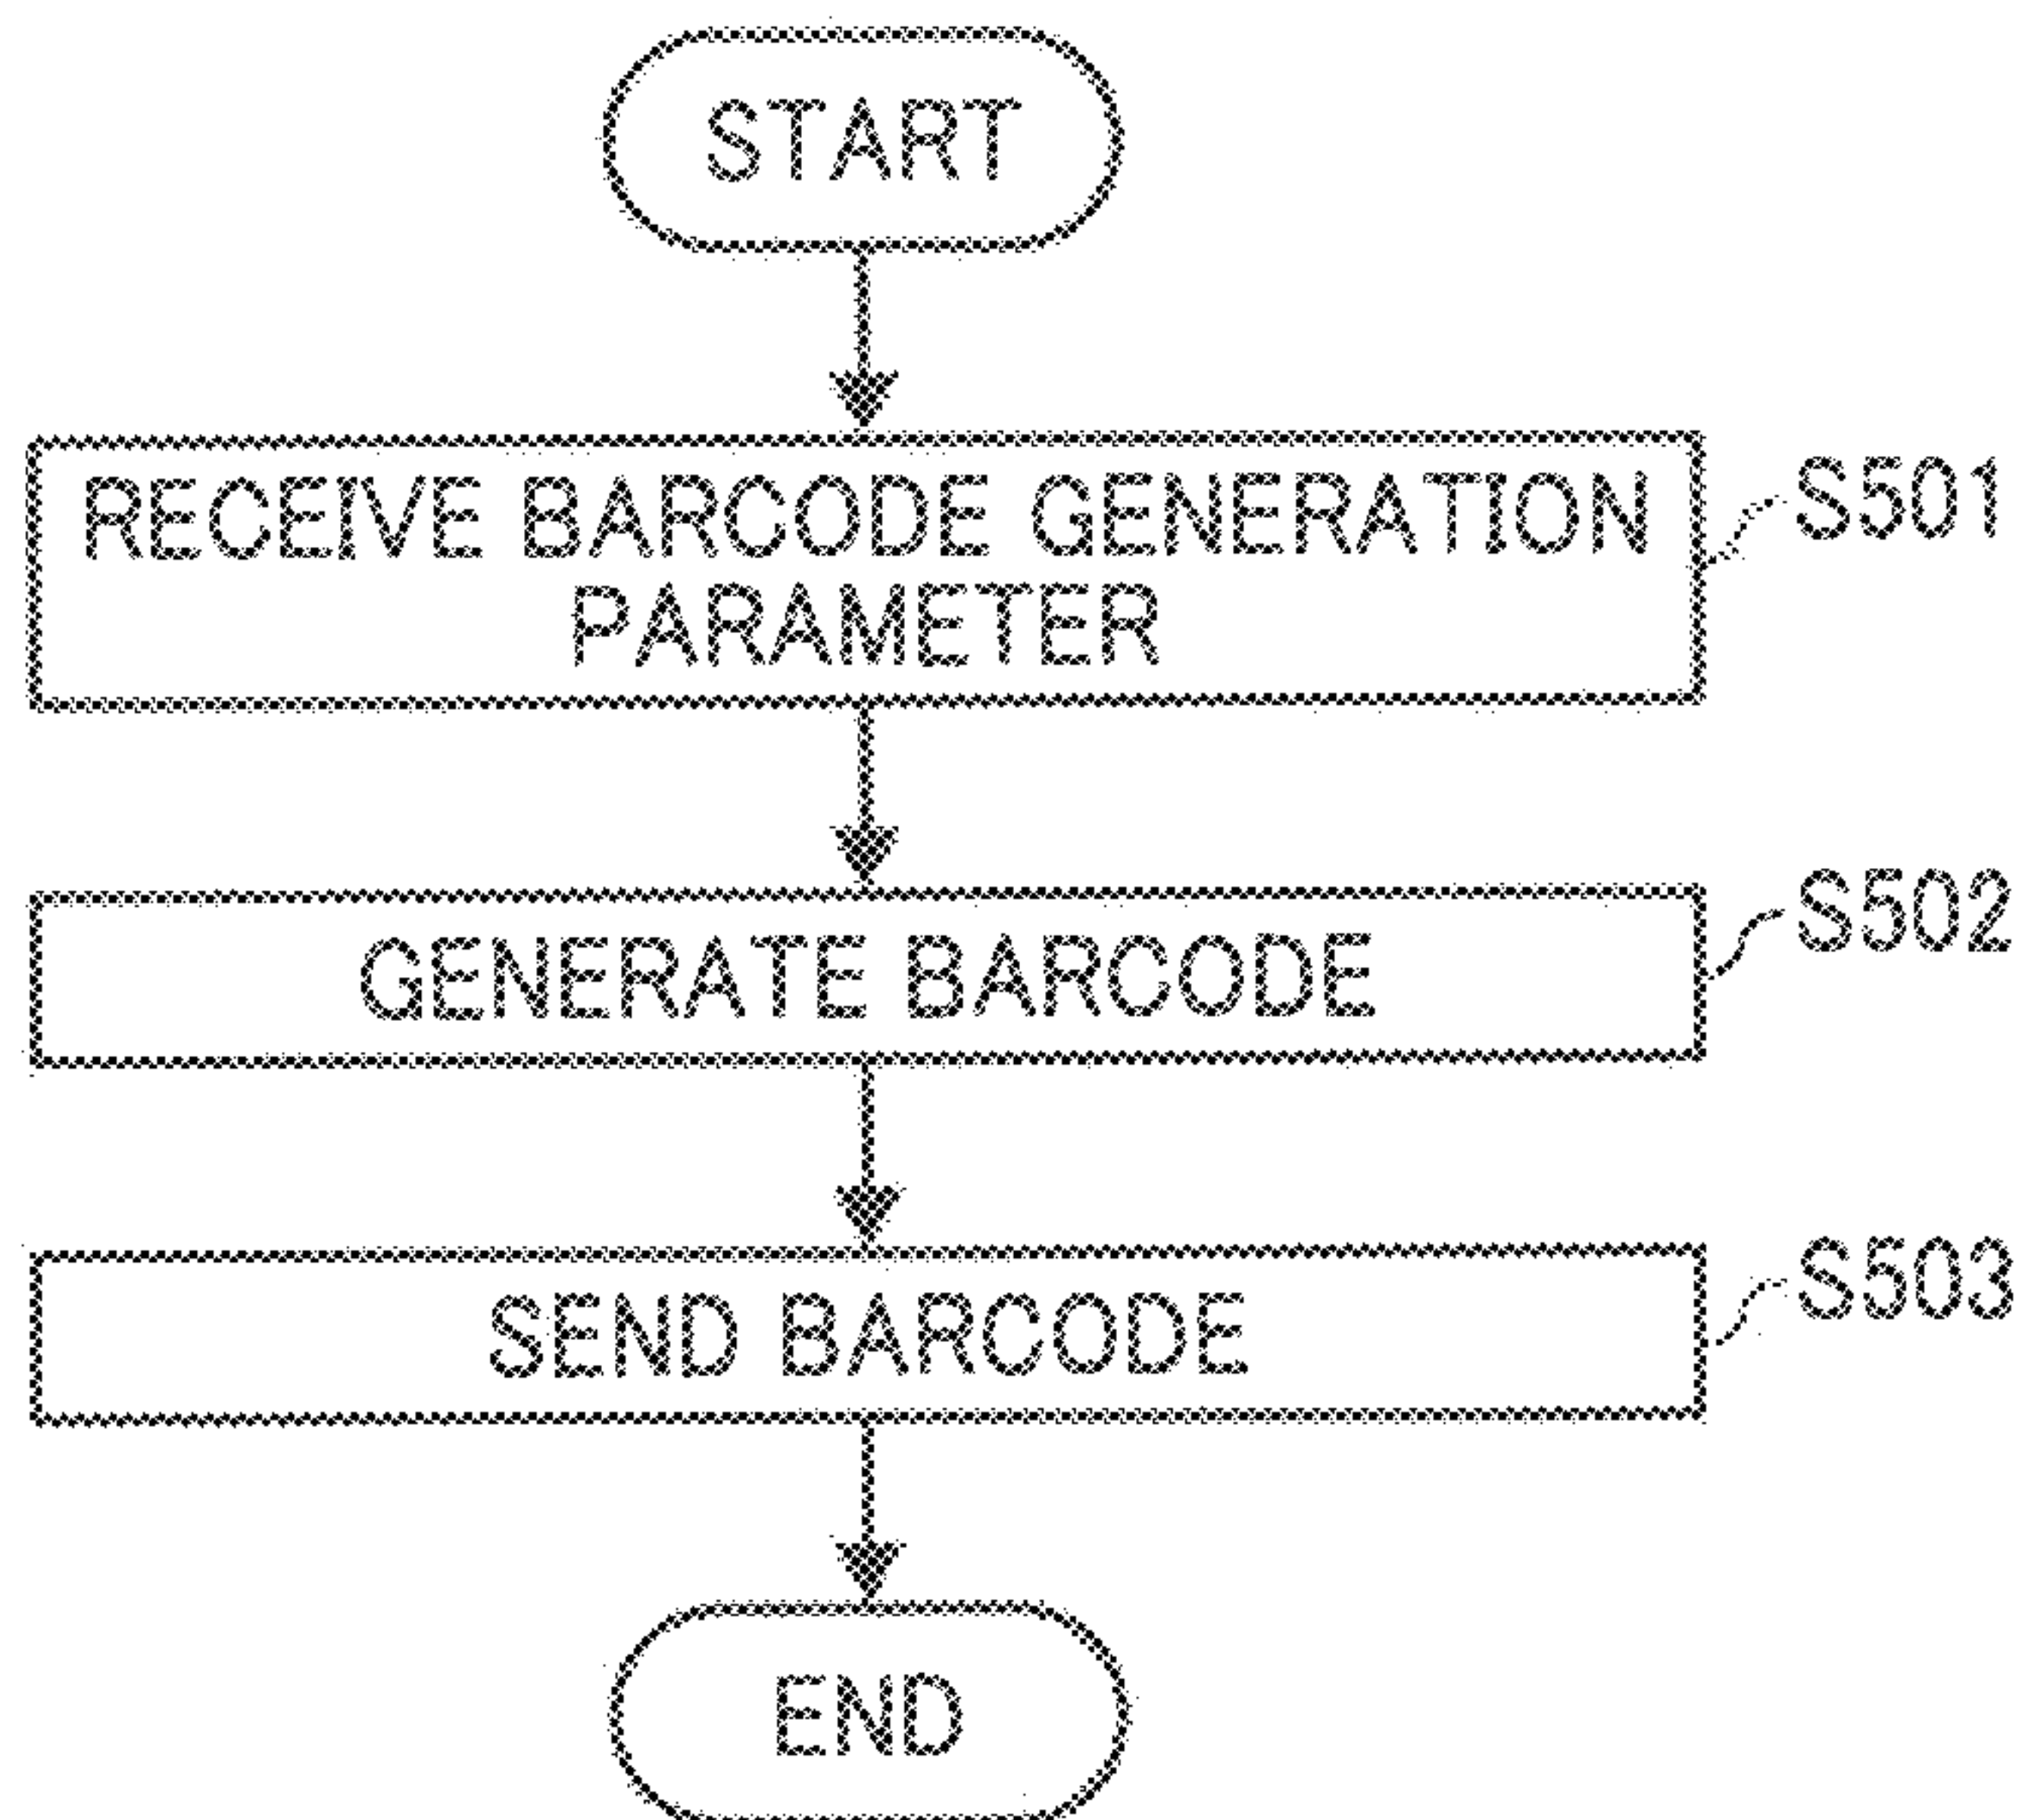 START
RECEIVE BARCODE GENERATION
PARAMETER
S501
GENERATE BARCODE
S502
SEND BARCODE
S503
END